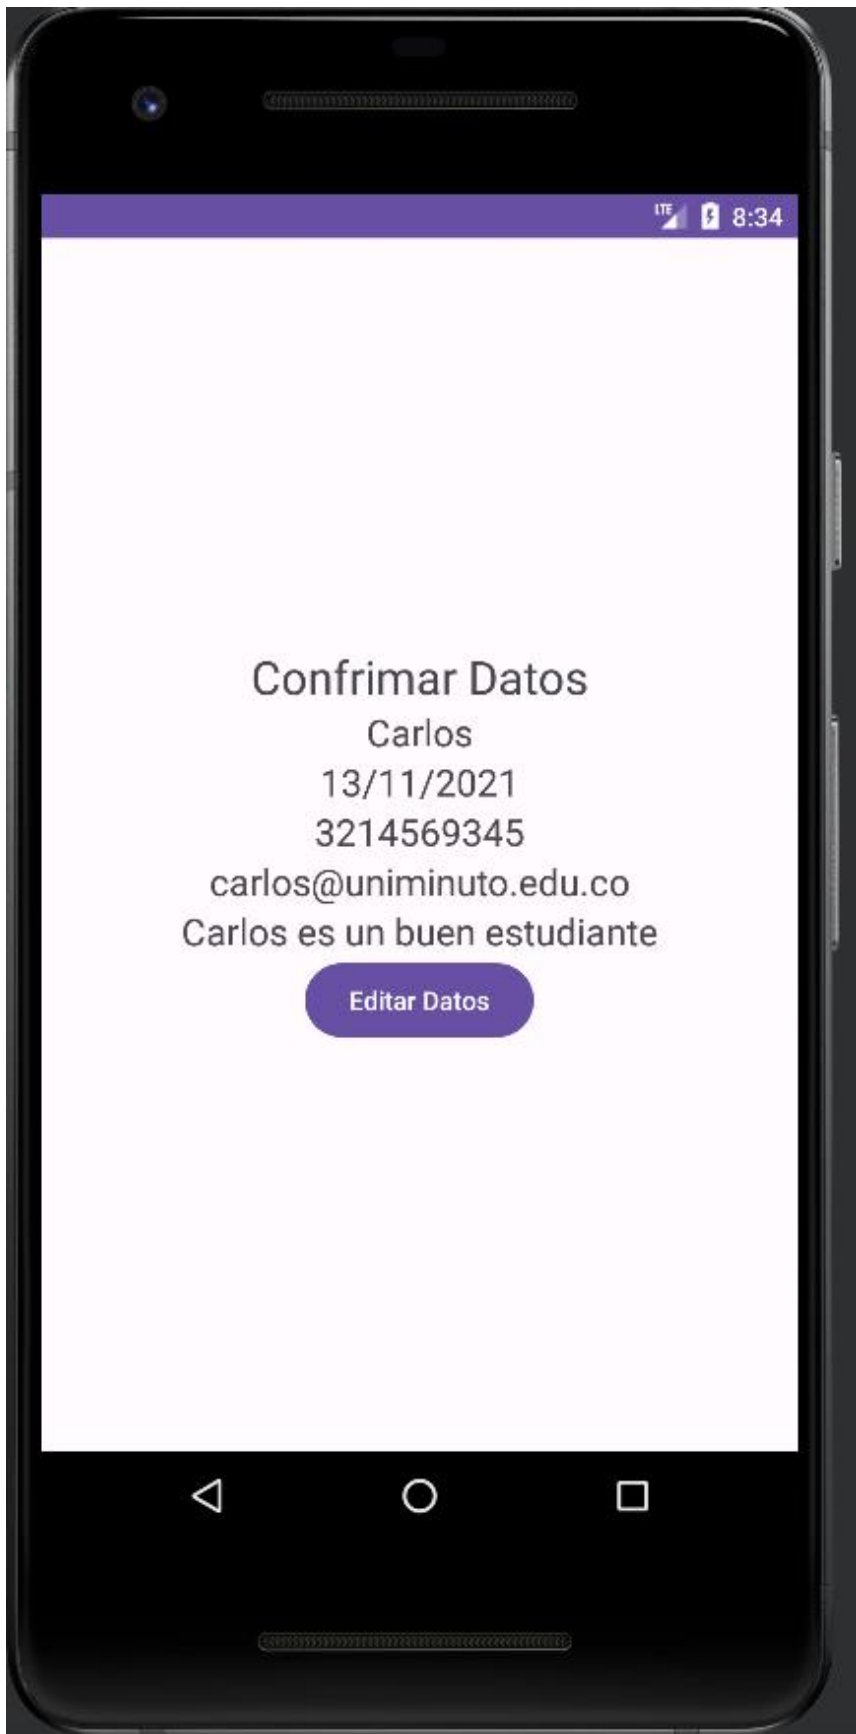 LTE 8:34
Confrimar Datos
Carlos
13/11/2021
3214569345
carlos@uniminuto.edu.co
Carlos es un buen estudiante
Editar Datos